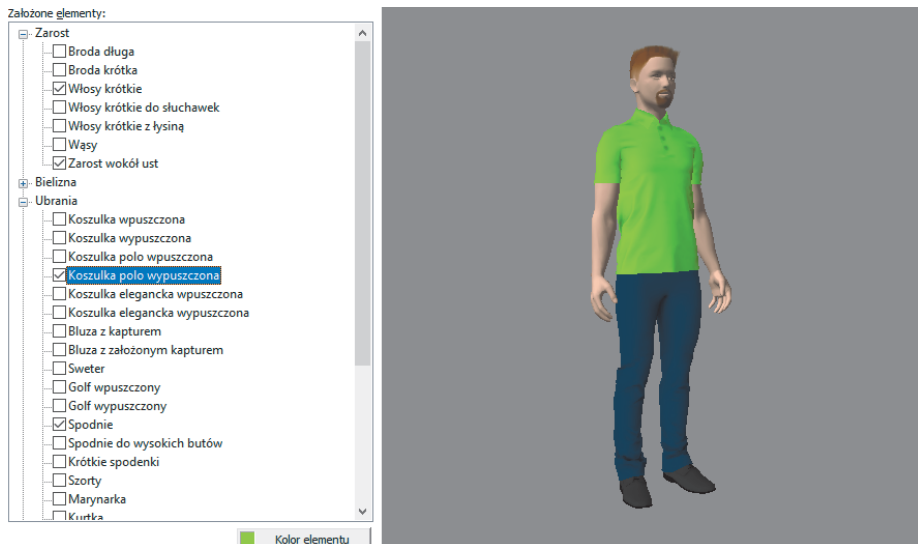 Założone elementy:
Zarost
Broda długa
Broda krótka
Włosy krótkie
Włosy krótkie do słuchawek
Włosy krótkie z łysiną
Wąsy
Zarost wokół ust
Bielizna
Ubrania
Koszulka wpuszczona
Koszulka wypuszczona
Koszulka polo wpuszczona
Koszulka polo wypuszczona
Koszulka elegancka wpuszczona
Koszulka elegancka wypuszczona
Bluza z kapturem
Bluza z założonym kapturem
Sweter
Golf wpuszczony
Golf wypuszczony
Spodnie
Spodnie do wysokich butów
Krótkie spodenki
Szorty
Marynarka
Kurtka
Kolor elementu